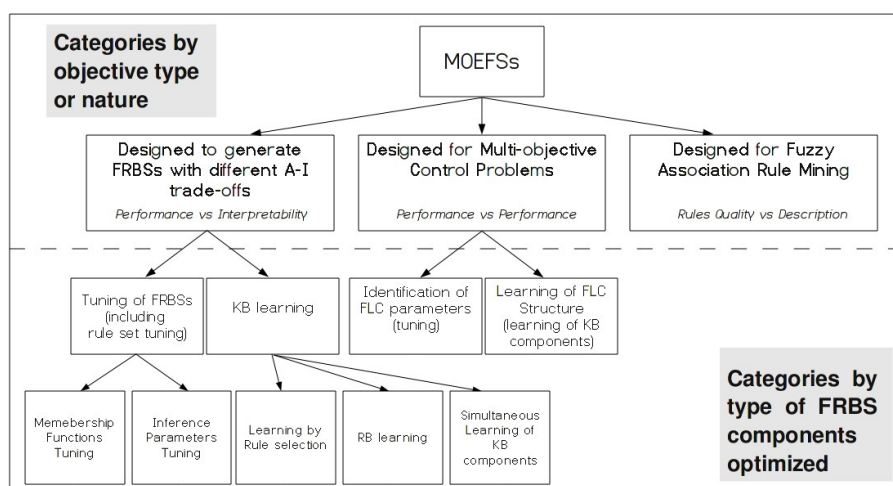 Categories by
objective type
or nature
MOEFSs
Designed to generate
FRBSs with different A-I
trade-offs
Performance vs Interpretability
Designed for Multi-objective
Control Problems
Performance vs Performance
Designed for Fuzzy
Association Rule Mining
Rules Quality vs Description
Tuning of FRBSs
(including
rule set tuning)
KB learning
Identification of
FLC parameters
(tuning)
Learning of FLC
Structure
(learning of KB
components)
Memebership
Functions
Tuning
Inference
Parameters
Tuning
Learning by
Rule selection
RB learning
Simultaneous
Learning of
KB
components
Categories by
type of FRBS
components
optimized